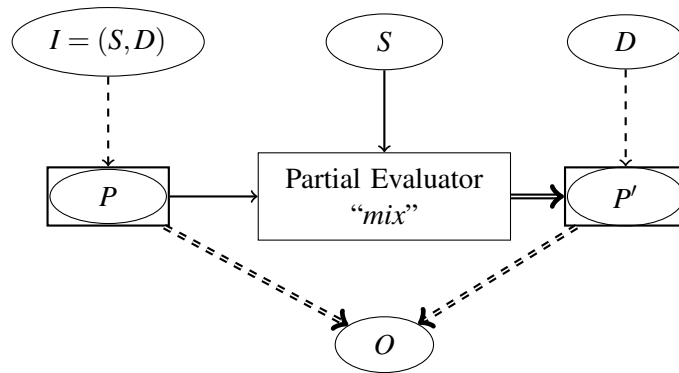 I = (S, D)
S
D
P
Partial Evaluator
“mix”
P′
O